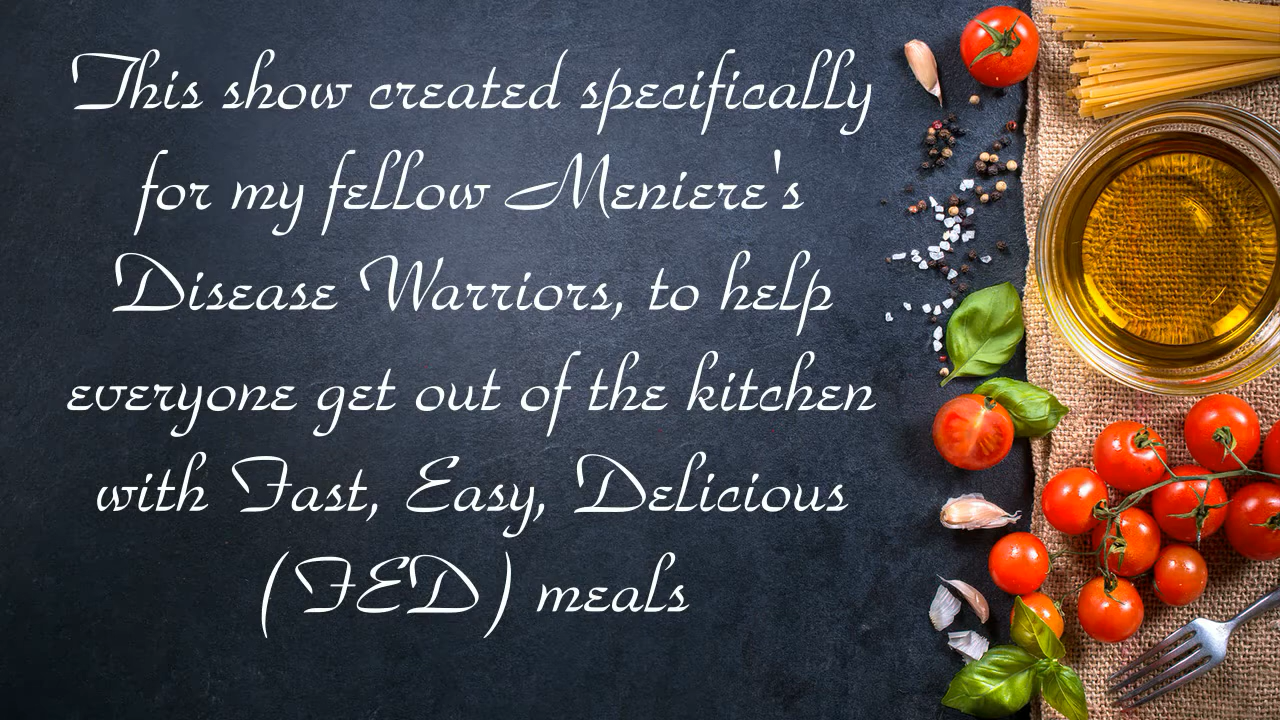 This show created specifically
for my fellow Meniere's
Disease Warriors, to help
everyone get out of the kitchen
with Fast, Easy, Delicious
(FED) meals